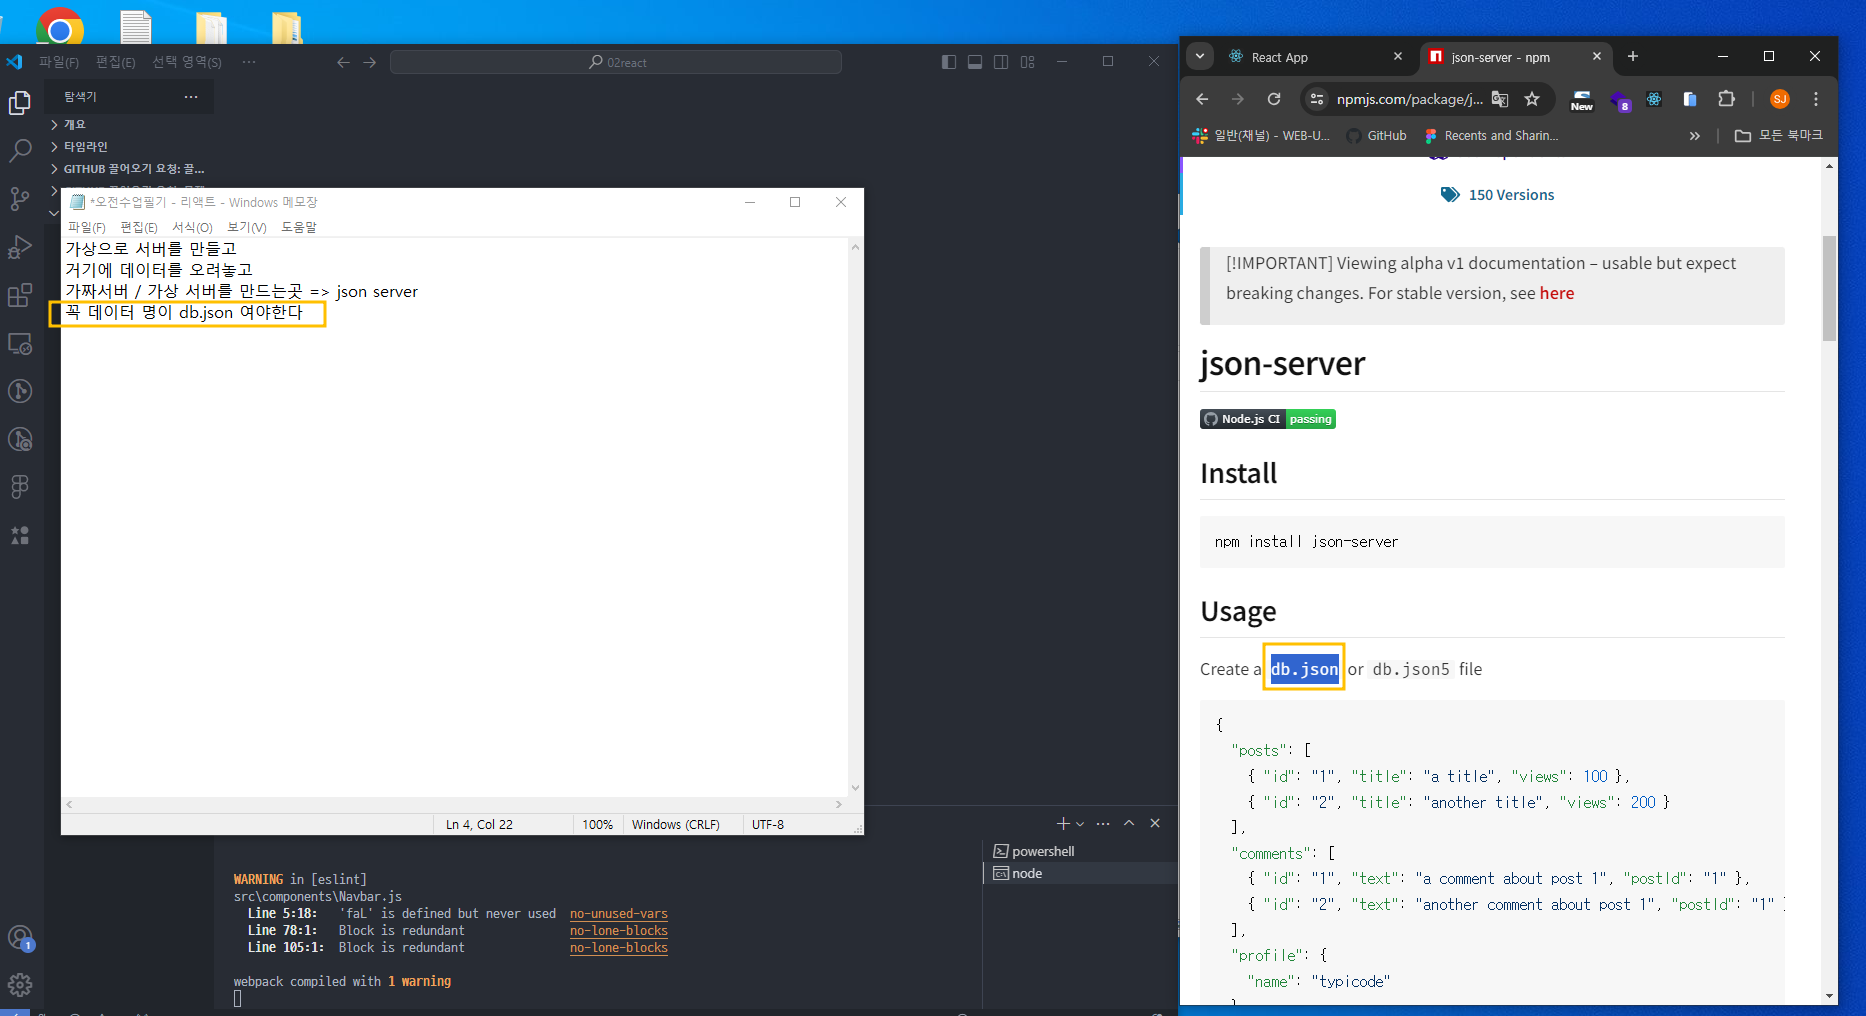 파일(F) 편집(E) 선택 영역(S) ···
02react
탐색기 ···
개요
타임라인
GITHUB 끌어오기 요청: 끌...
*오전수업필기 - 리액트 - Windows 메모장
파일(F) 편집(E) 서식(O) 보기(V) 도움말
가상으로 서버를 만들고
거기에 데이터를 오려놓고
가짜서버 / 가상 서버를 만드는곳 => json server
꼭 데이터 명이 db.json 여야한다
Ln 4, Col 22 100% Windows (CRLF) UTF-8
powershell
node
WARNING in [eslint]
src\components\Navbar.js
Line 5:18: 'faL' is defined but never used no-unused-vars
Line 78:1: Block is redundant no-lone-blocks
Line 105:1: Block is redundant no-lone-blocks
webpack compiled with 1 warning
1
React App
json-server - npm
npmjs.com/package/j...
New
8
SJ
일반(채널) - WEB-U... GitHub Recents and Sharin... » 모든 북마크
150 Versions
[!IMPORTANT] Viewing alpha v1 documentation – usable but expect
breaking changes. For stable version, see here
json-server
Node.js CI passing
Install
npm install json-server
Usage
Create a db.json or db.json5 file
{
"posts": [
{ "id": "1", "title": "a title", "views": 100 },
{ "id": "2", "title": "another title", "views": 200 }
],
"comments": [
{ "id": "1", "text": "a comment about post 1", "postId": "1" },
{ "id": "2", "text": "another comment about post 1", "postId": "1" }
],
"profile": {
"name": "typicode"